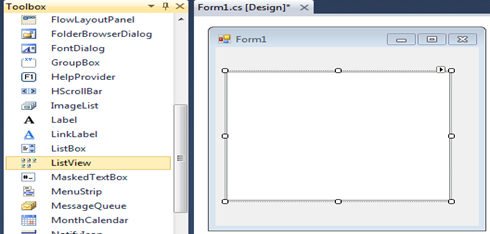 Toolbox
FlowLayoutPanel
FolderBrowserDialog
FontDialog
GroupBox
HelpProvider
HScrollBar
ImageList
Label
LinkLabel
ListBox
ListView
MaskedTextBox
MenuStrip
MessageQueue
MonthCalendar
NotifyIcon
Form1.cs [Design]*
Form1